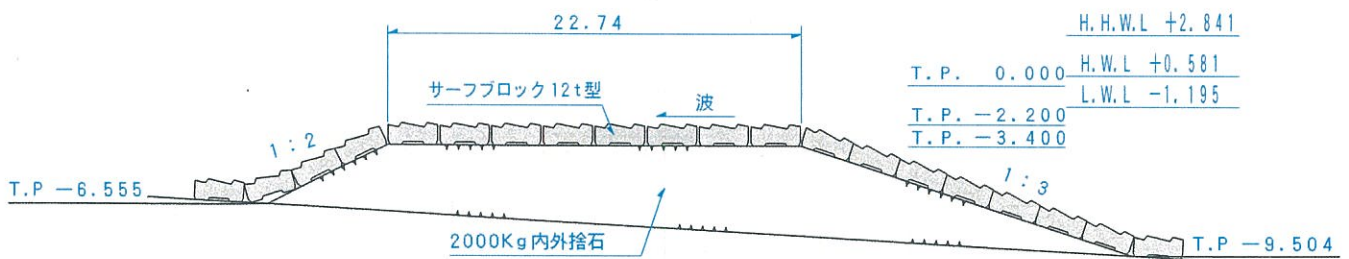 22.74
H.H.W.L +2.841
T.P. 0.000
H.W.L +0.581
サーフブロック12t型
波
L.W.L -1.195
T.P. -2.200
T.P. -3.400
1:2
1:3
T.P -6.555
2000Kg内外捨石
T.P -9.504